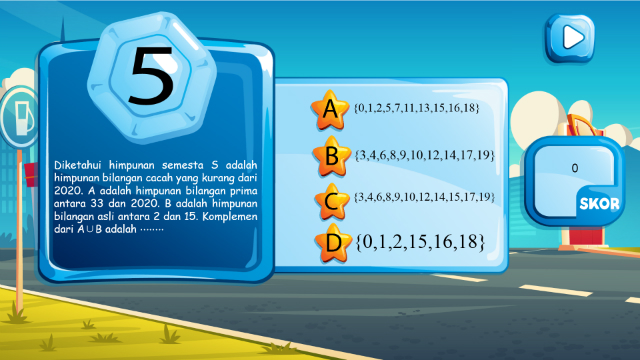 5
Diketahui himpunan semesta S adalah
himpunan bilangan cacah yang kurang dari
2020. A adalah himpunan bilangan prima
antara 33 dan 2020. B adalah himpunan
bilangan asli antara 2 dan 15. Komplemen
dari A∪B adalah ········
A {0,1,2,5,7,11,13,15,16,18}
B {3,4,6,8,9,10,12,14,17,19}
C {3,4,6,8,9,10,12,14,15,17,19}
D {0,1,2,15,16,18}
0
SKOR